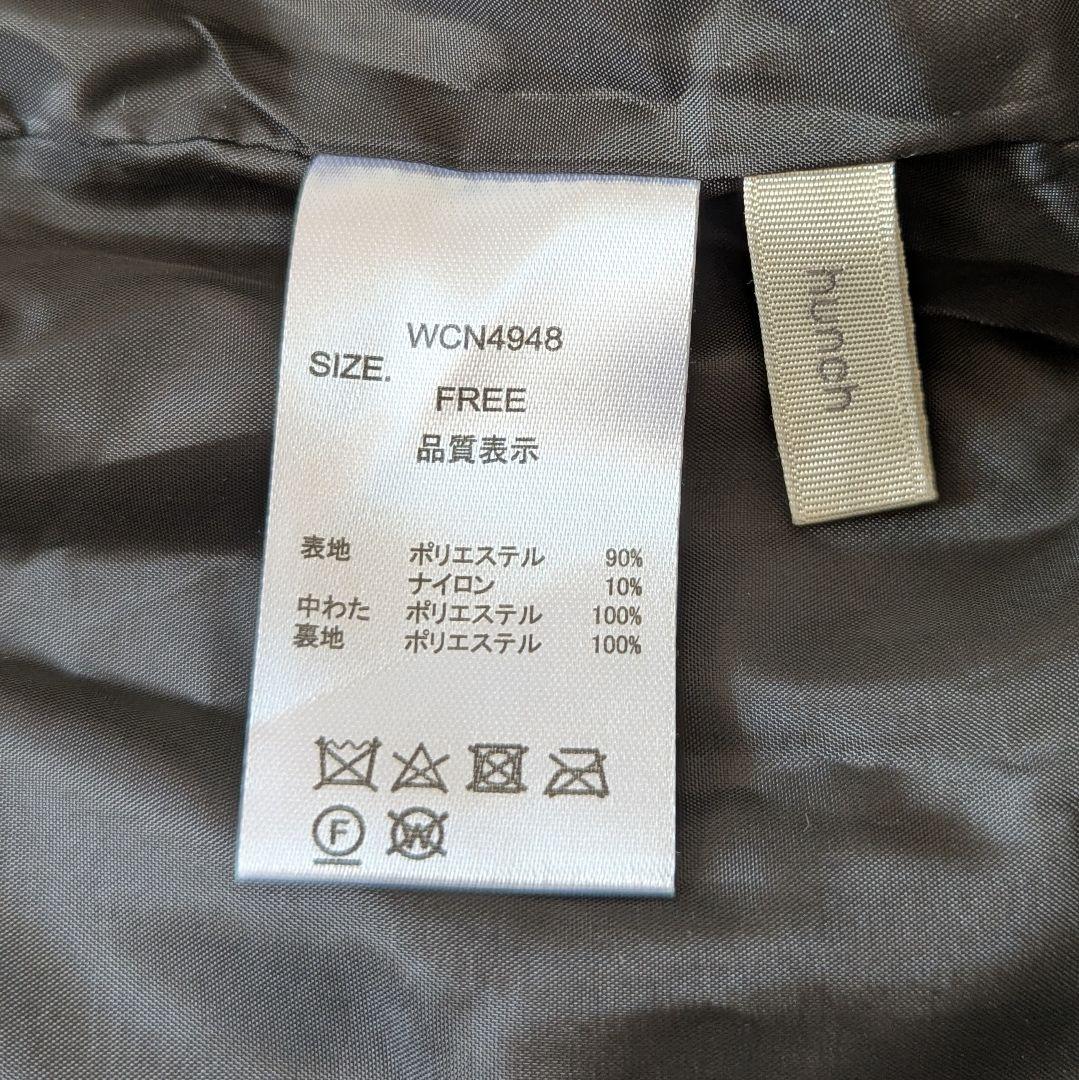 WCN4948
SIZE.
FREE
品質表示
表地 ポリエステル 90%
ナイロン 10%
中わた ポリエステル 100%
裏地 ポリエステル 100%
F
W
hunch